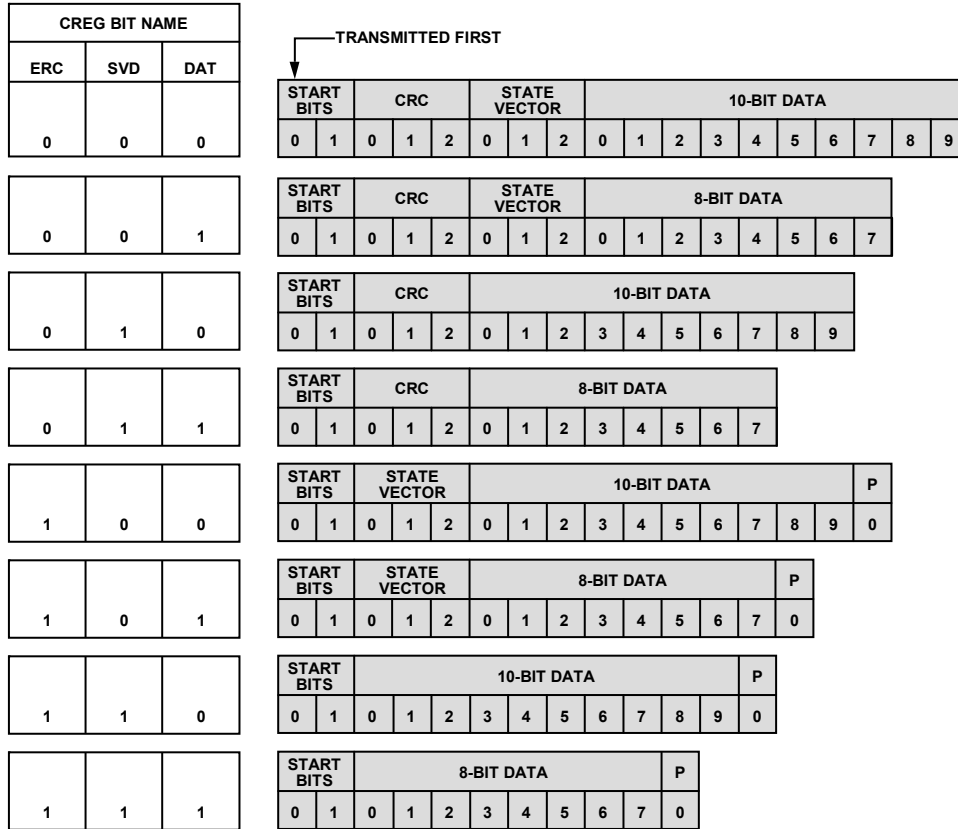 CREG BIT NAME
ERC SVD DAT
TRANSMITTED FIRST
0 0 0
START BITS CRC STATE VECTOR 10-BIT DATA
0 1 0 1 2 0 1 2 0 1 2 3 4 5 6 7 8 9
0 0 1
START BITS CRC STATE VECTOR 8-BIT DATA
0 1 0 1 2 0 1 2 0 1 2 3 4 5 6 7
0 1 0
START BITS CRC 10-BIT DATA
0 1 0 1 2 0 1 2 3 4 5 6 7 8 9
0 1 1
START BITS CRC 8-BIT DATA
0 1 0 1 2 0 1 2 3 4 5 6 7
1 0 0
START BITS STATE VECTOR 10-BIT DATA P
0 1 0 1 2 0 1 2 3 4 5 6 7 8 9 0
1 0 1
START BITS STATE VECTOR 8-BIT DATA P
0 1 0 1 2 0 1 2 3 4 5 6 7 0
1 1 0
START BITS 10-BIT DATA P
0 1 0 1 2 3 4 5 6 7 8 9 0
1 1 1
START BITS 8-BIT DATA P
0 1 0 1 2 3 4 5 6 7 0